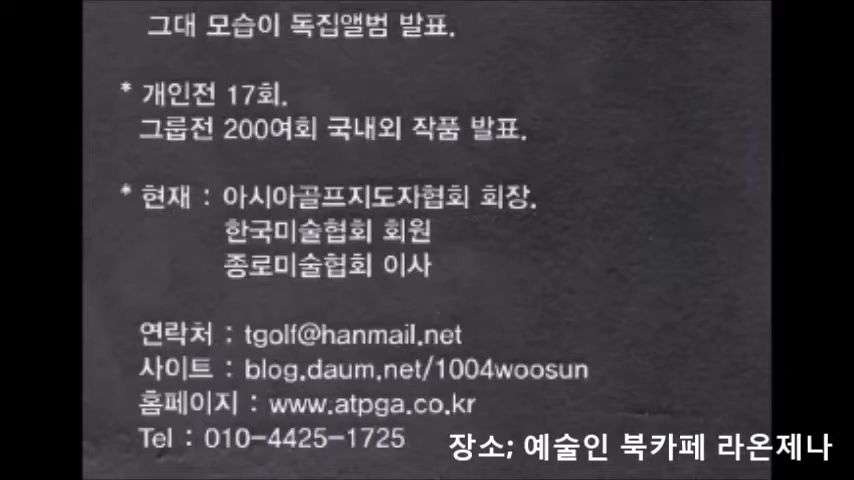 그대 모습이 독집앨범 발표.
* 개인전 17회.
그룹전 200여회 국내외 작품 발표.
* 현재 : 아시아골프지도자협회 회장.
한국미술협회 회원
종로미술협회 이사
연락처 : tgolf@hanmail.net
사이트 : blog.daum.net/1004woosun
홈페이지 : www.atpga.co.kr
Tel : 010-4425-1725
장소; 예술인 북카페 라온제나